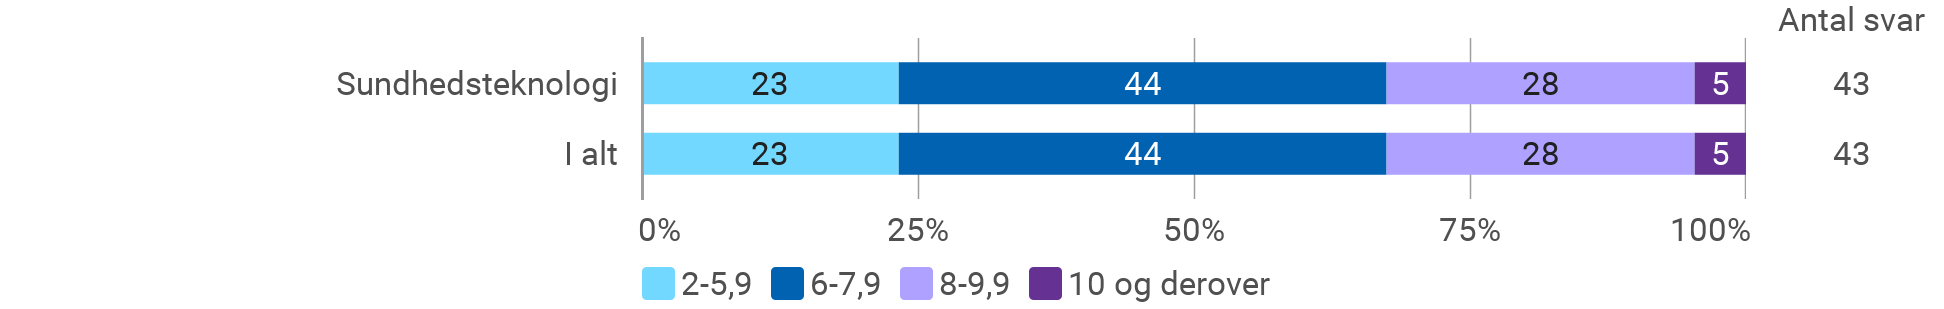 Antal svar
Sundhedsteknologi 23 44 28 5 43
I alt 23 44 28 5 43
0% 25% 50% 75% 100%
2-5,9 6-7,9 8-9,9 10 og derover